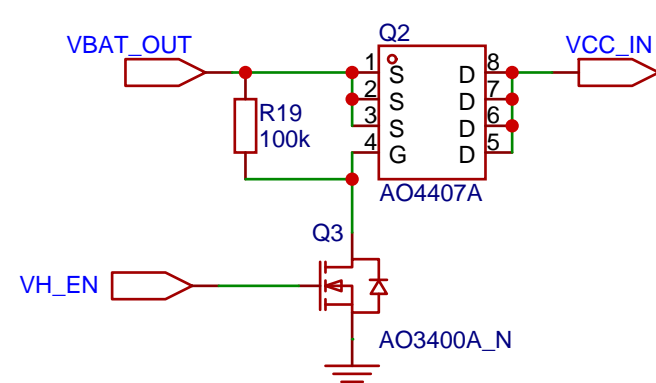 Q2
VBAT_OUT
VCC_IN
1 S D 8
2 S D 7
3 S D 6
4 G D 5
R19
100k
AO4407A
Q3
VH_EN
AO3400A_N